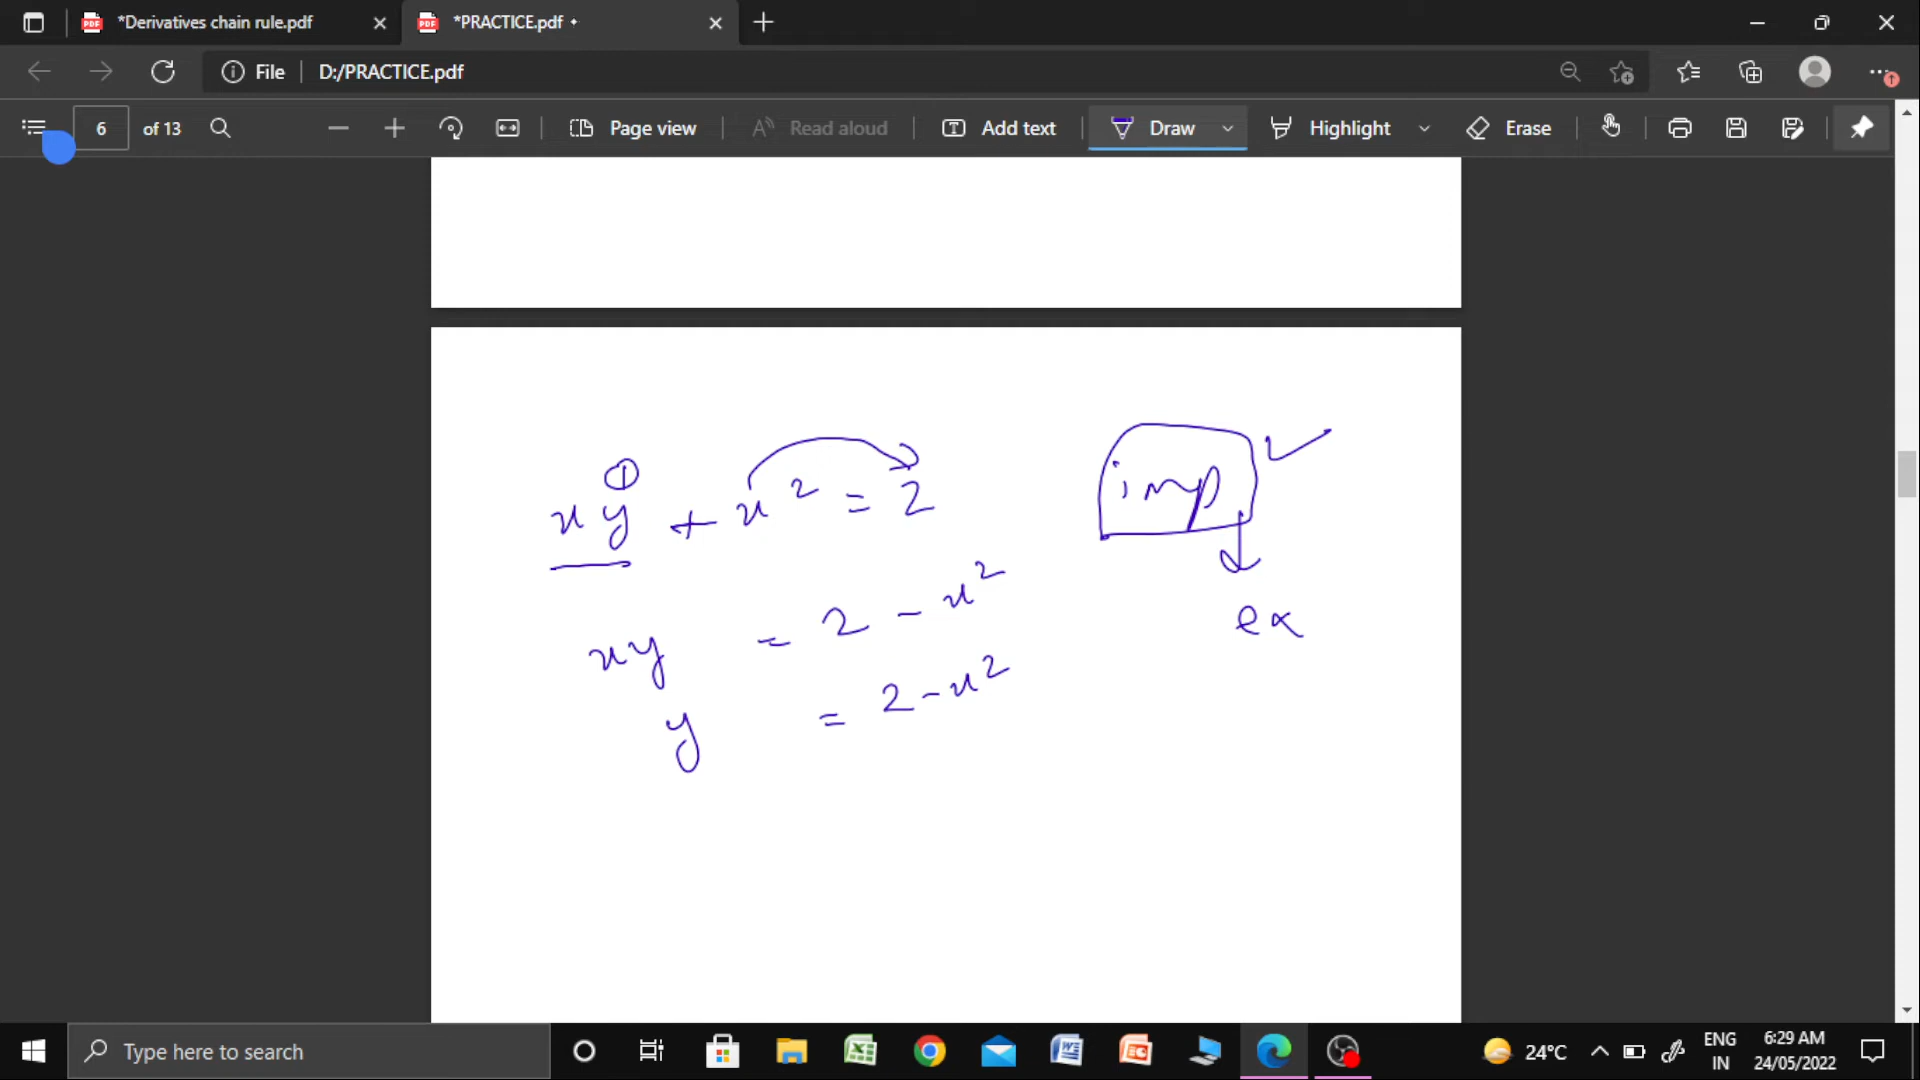 *Derivatives chain rule.pdf
*PRACTICE.pdf •
File D:/PRACTICE.pdf
6 of 13 Page view Read aloud Add text Draw Highlight Erase
①
xy + x² = 2
imp
xy = 2 - x²
ex
y = 2 - x²
Type here to search
24°C
ENG
IN
6:29 AM
24/05/2022